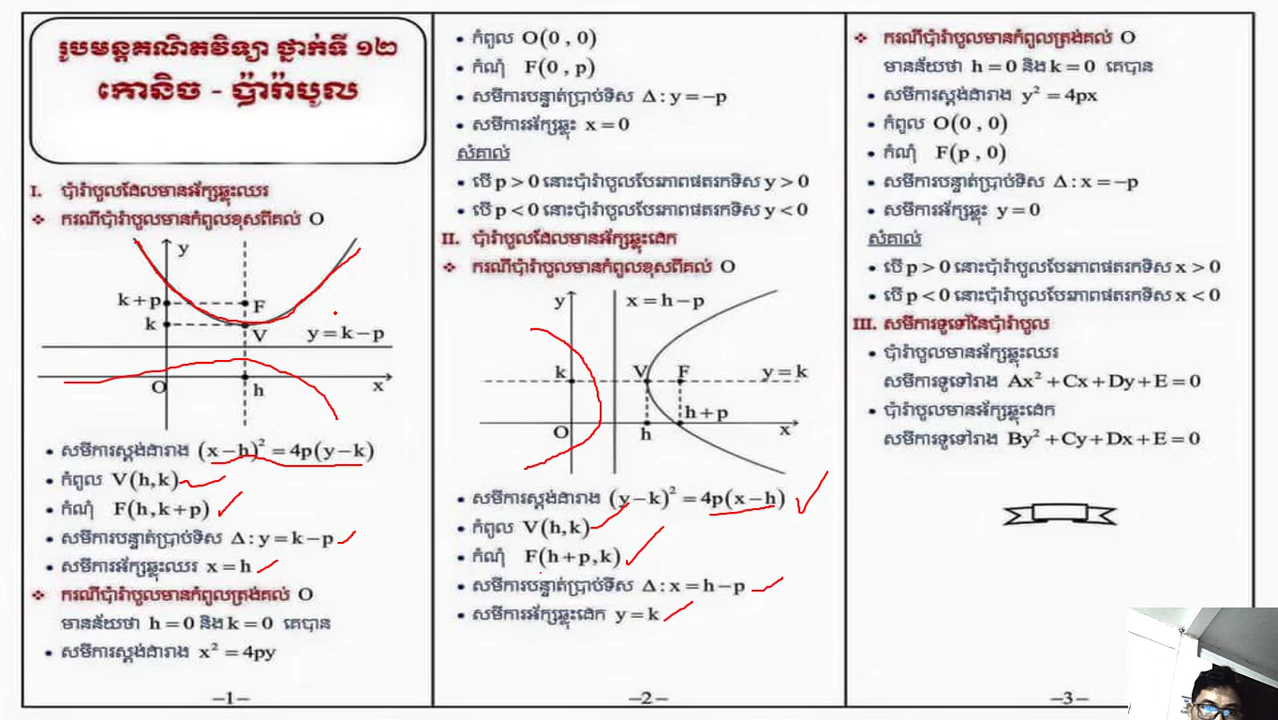 រូបមន្តគណិតវិទ្យា ថ្នាក់ទី ១២
កោនិច - ប៉ារ៉ាបូល
I. ប៉ារ៉ាបូលដែលមានអ័ក្សឆ្លុះឈរ
❖ ករណីប៉ារ៉ាបូលមានកំពូលខុសពីគល់ O
y
k+p
F
k
V
y=k−p
O
h
x
• សមីការស្តង់ដារាង (x−h)²=4p(y−k)
• កំពូល V(h,k)
• កំណុំ F(h,k+p)
• សមីការបន្ទាត់ប្រាប់ទិស Δ:y=k−p
• សមីការអ័ក្សឆ្លុះឈរ x=h
❖ ករណីប៉ារ៉ាបូលមានកំពូលត្រង់គល់ O
មានន័យថា h=0 និង k=0 គេបាន
• សមីការស្តង់ដារាង x²=4py
–1–
• កំពូល O(0,0)
• កំណុំ F(0,p)
• សមីការបន្ទាត់ប្រាប់ទិស Δ:y=−p
• សមីការអ័ក្សឆ្លុះ x=0
សំគាល់
• បើ p>0 នោះប៉ារ៉ាបូលបែរភាពផតរកទិស y>0
• បើ p<0 នោះប៉ារ៉ាបូលបែរភាពផតរកទិស y<0
II. ប៉ារ៉ាបូលដែលមានអ័ក្សឆ្លុះដេក
❖ ករណីប៉ារ៉ាបូលមានកំពូលខុសពីគល់ O
y
x=h−p
k
V
F
y=k
h+p
O
h
x
• សមីការស្តង់ដារាង (y−k)²=4p(x−h)
• កំពូល V(h,k)
• កំណុំ F(h+p,k)
• សមីការបន្ទាត់ប្រាប់ទិស Δ:x=h−p
• សមីការអ័ក្សឆ្លុះដេក y=k
–2–
❖ ករណីប៉ារ៉ាបូលមានកំពូលត្រង់គល់ O
មានន័យថា h=0 និង k=0 គេបាន
• សមីការស្តង់ដារាង y²=4px
• កំពូល O(0,0)
• កំណុំ F(p,0)
• សមីការបន្ទាត់ប្រាប់ទិស Δ:x=−p
• សមីការអ័ក្សឆ្លុះ y=0
សំគាល់
• បើ p>0 នោះប៉ារ៉ាបូលបែរភាពផតរកទិស x>0
• បើ p<0 នោះប៉ារ៉ាបូលបែរភាពផតរកទិស x<0
III. សមីការទូទៅនៃប៉ារ៉ាបូល
• ប៉ារ៉ាបូលមានអ័ក្សឆ្លុះឈរ
សមីការទូទៅរាង Ax²+Cx+Dy+E=0
• ប៉ារ៉ាបូលមានអ័ក្សឆ្លុះដេក
សមីការទូទៅរាង By²+Cy+Dx+E=0
–3–